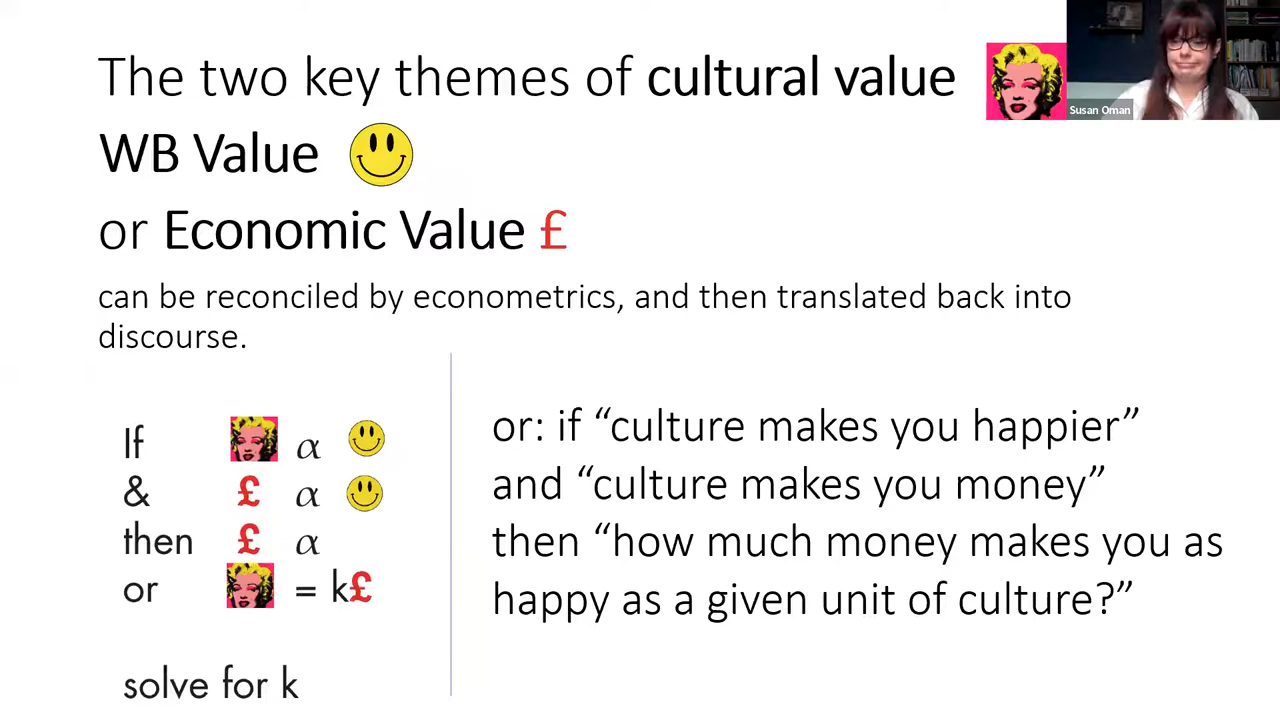 The two key themes of cultural value
Susan Oman
WB Value
or Economic Value £
can be reconciled by econometrics, and then translated back into
discourse.
If α
& £ α
then £ α
or = k£
solve for k
or: if “culture makes you happier”
and “culture makes you money”
then “how much money makes you as
happy as a given unit of culture?”